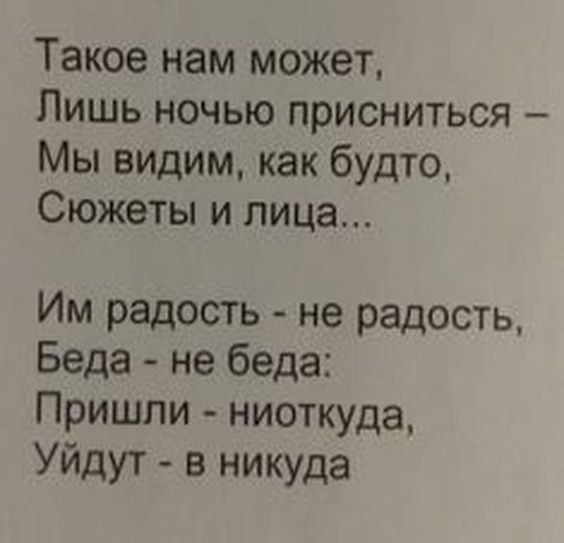 Такое нам может,
Лишь ночью присниться –
Мы видим, как будто,
Сюжеты и лица...
Им радость - не радость,
Беда - не беда:
Пришли - ниоткуда,
Уйдут - в никуда